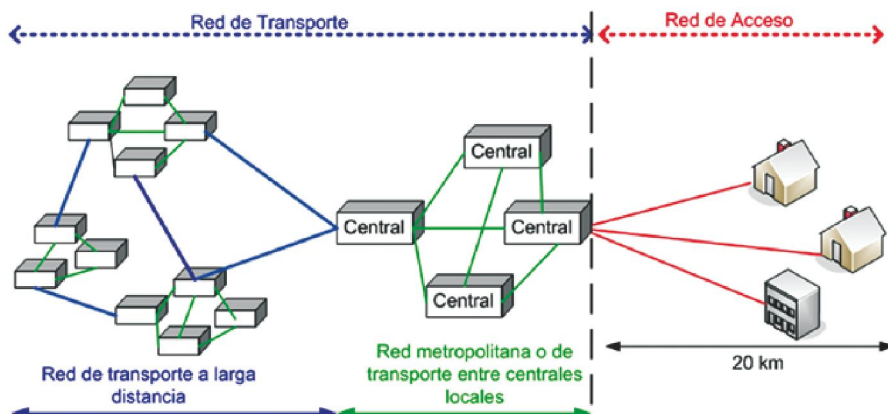 Red de Transporte
Red de Acceso
Central
Central
Central
Central
20 km
Red de transporte a larga
distancia
Red metropolitana o de
transporte entre centrales
locales